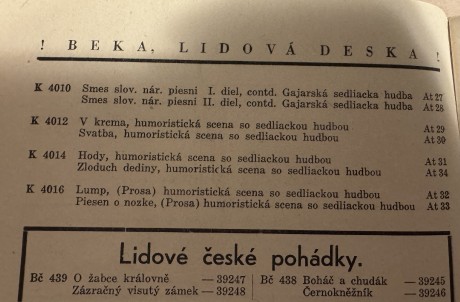 ! BEKA, LIDOVÁ DESKA !
K 4010 Smes slov. nár. piesni I. diel, contd. Gajarská sedliacka hudba At 27
Smes slov. nár. piesni II. diel, contd. Gajarská sedliacka hudba At 28
K 4012 V krema, humoristická scena so sedliackou hudbou At 29
Svatba, humoristická scena so sedliackou hudbou At 30
K 4014 Hody, humoristická scena so sedliackou hudbou At 31
Zloduch dediny, humoristická scena so sedliackou hudbou At 34
K 4016 Lump, (Prosa) humoristická scena so sedliackou hudbou At 32
Piesen o nozke, (Prosa) humoristická scena so sedliackou hudbou At 33
Lidové české pohádky.
Bč 439 O žabce královně — 39247
Zázračný visutý zámek — 39248
Bč 438 Boháč a chudák — 39245
Černokněžník — 39246